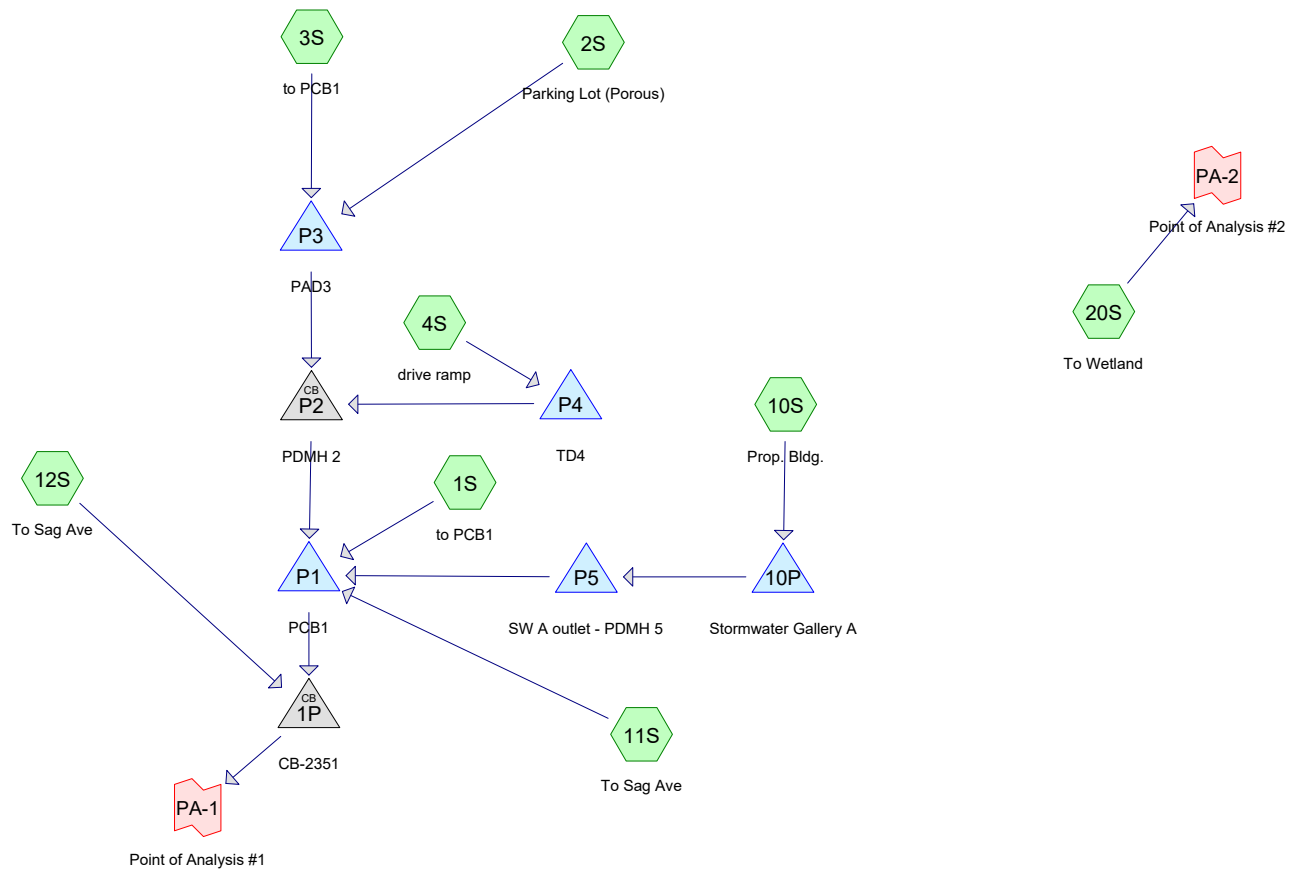 3S
to PCB1
2S
Parking Lot (Porous)
PA-2
Point of Analysis #2
P3
PAD3
20S
To Wetland
4S
drive ramp
CB
P2
PDMH 2
P4
TD4
10S
Prop. Bldg.
12S
To Sag Ave
1S
to PCB1
P1
PCB1
P5
SW A outlet - PDMH 5
10P
Stormwater Gallery A
CB
1P
CB-2351
11S
To Sag Ave
PA-1
Point of Analysis #1